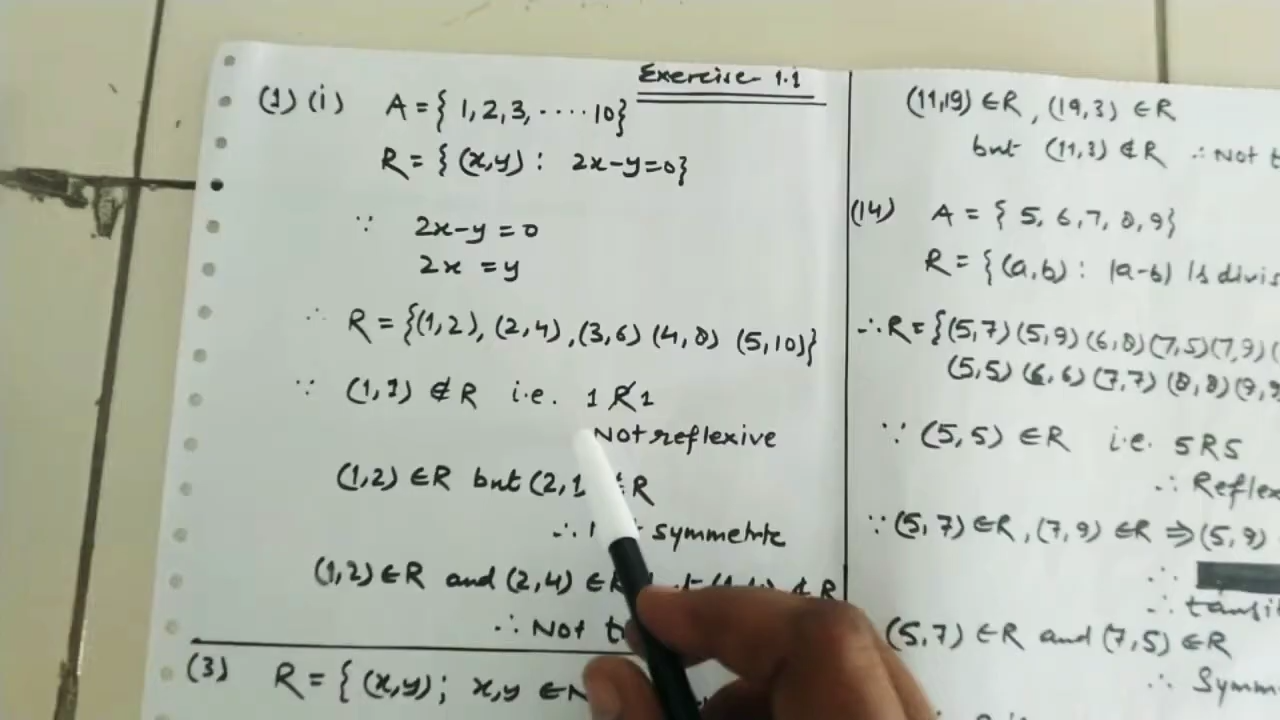 Exercise 1.1
(1) (i) A = { 1, 2, 3, ..... 10}
R = { (x,y) : 2x-y=0}
∵ 2x-y = 0
2x = y
∴ R = {(1,2), (2,4), (3,6) (4,8) (5,10)}
∵ (1,1) ∉ R i.e. 1 R̸ 1
Not reflexive
(1,2) ∈R but (2,1 R
∴ symmetric
(1,2) ∈R and (2,4) ∈R R
∴ Not
(3) R = { (x,y); x,y ∈N
(11,19) ∈R, (19,3) ∈R
but (11,3) ∉R ∴ Not
(14) A = { 5, 6, 7, 8, 9}
R = {(a,b) : |a-b| is
∴ R = {(5,7) (5,9) (6,8) (7,5) (7,9)
(5,5) (6,6) (7,7) (8,8)
∵ (5,5) ∈R i.e. 5R5
∴
∵ (5,7) ∈R, (7,9) ∈R ⇒ (5,9)
∴
∴
(5,7) ∈R and (7,5) ∈R
∴